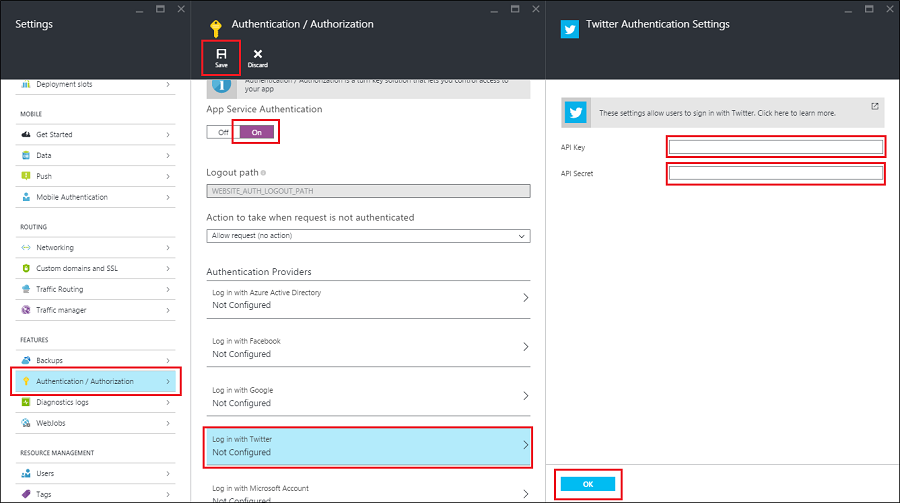 Settings
Deployment slots
MOBILE
Get Started
Data
Push
Mobile Authentication
ROUTING
Networking
Custom domains and SSL
Traffic Routing
Traffic manager
FEATURES
Backups
Authentication / Authorization
Diagnostics logs
WebJobs
RESOURCE MANAGEMENT
Users
Tags
Authentication / Authorization
Save
Discard
Authentication / Authorization is a turn key solution that lets you control access to
your app
App Service Authentication
Off
On
Logout path
WEBSITE_AUTH_LOGOUT_PATH
Action to take when request is not authenticated
Allow request (no action)
Authentication Providers
Log in with Azure Active Directory
Not Configured
Log in with Facebook
Not Configured
Log in with Google
Not Configured
Log in with Twitter
Not Configured
Log in with Microsoft Account
Not Configured
Twitter Authentication Settings
These settings allow users to sign in with Twitter. Click here to learn more.
API Key
API Secret
OK